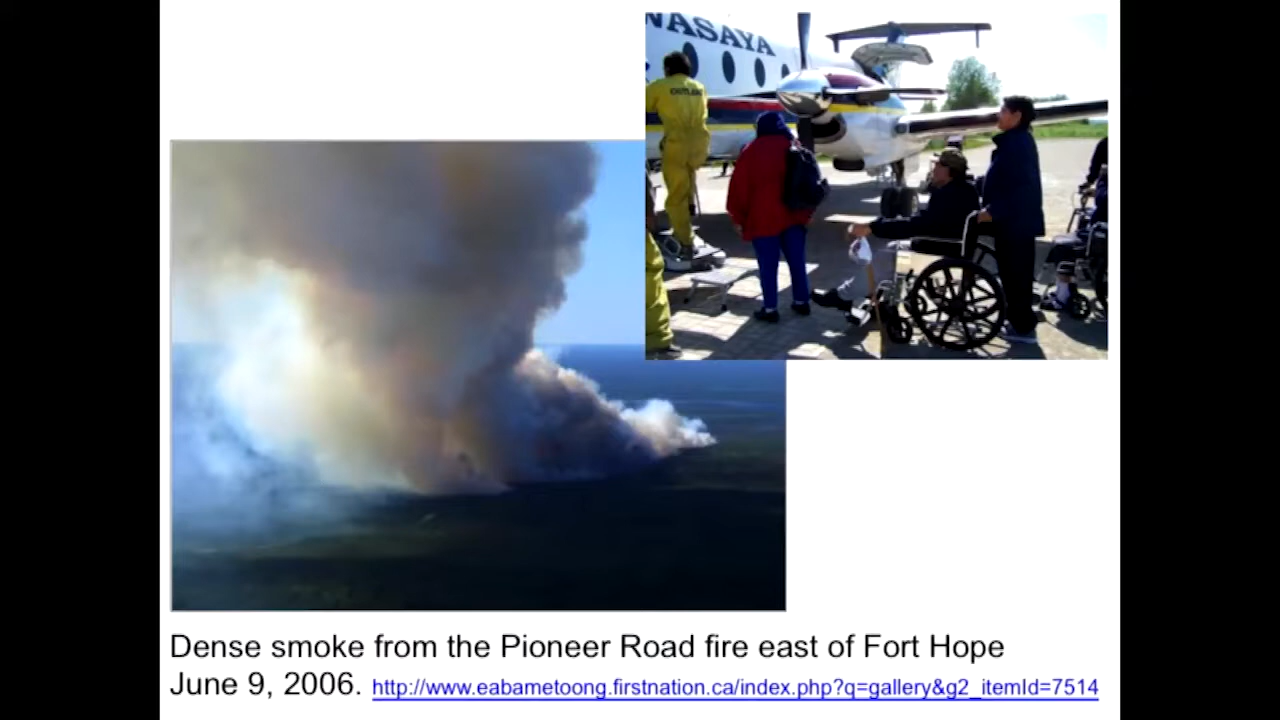 WASAYA
Dense smoke from the Pioneer Road fire east of Fort Hope
June 9, 2006. http://www.eabametoong.firstnation.ca/index.php?q=gallery&g2_itemId=7514